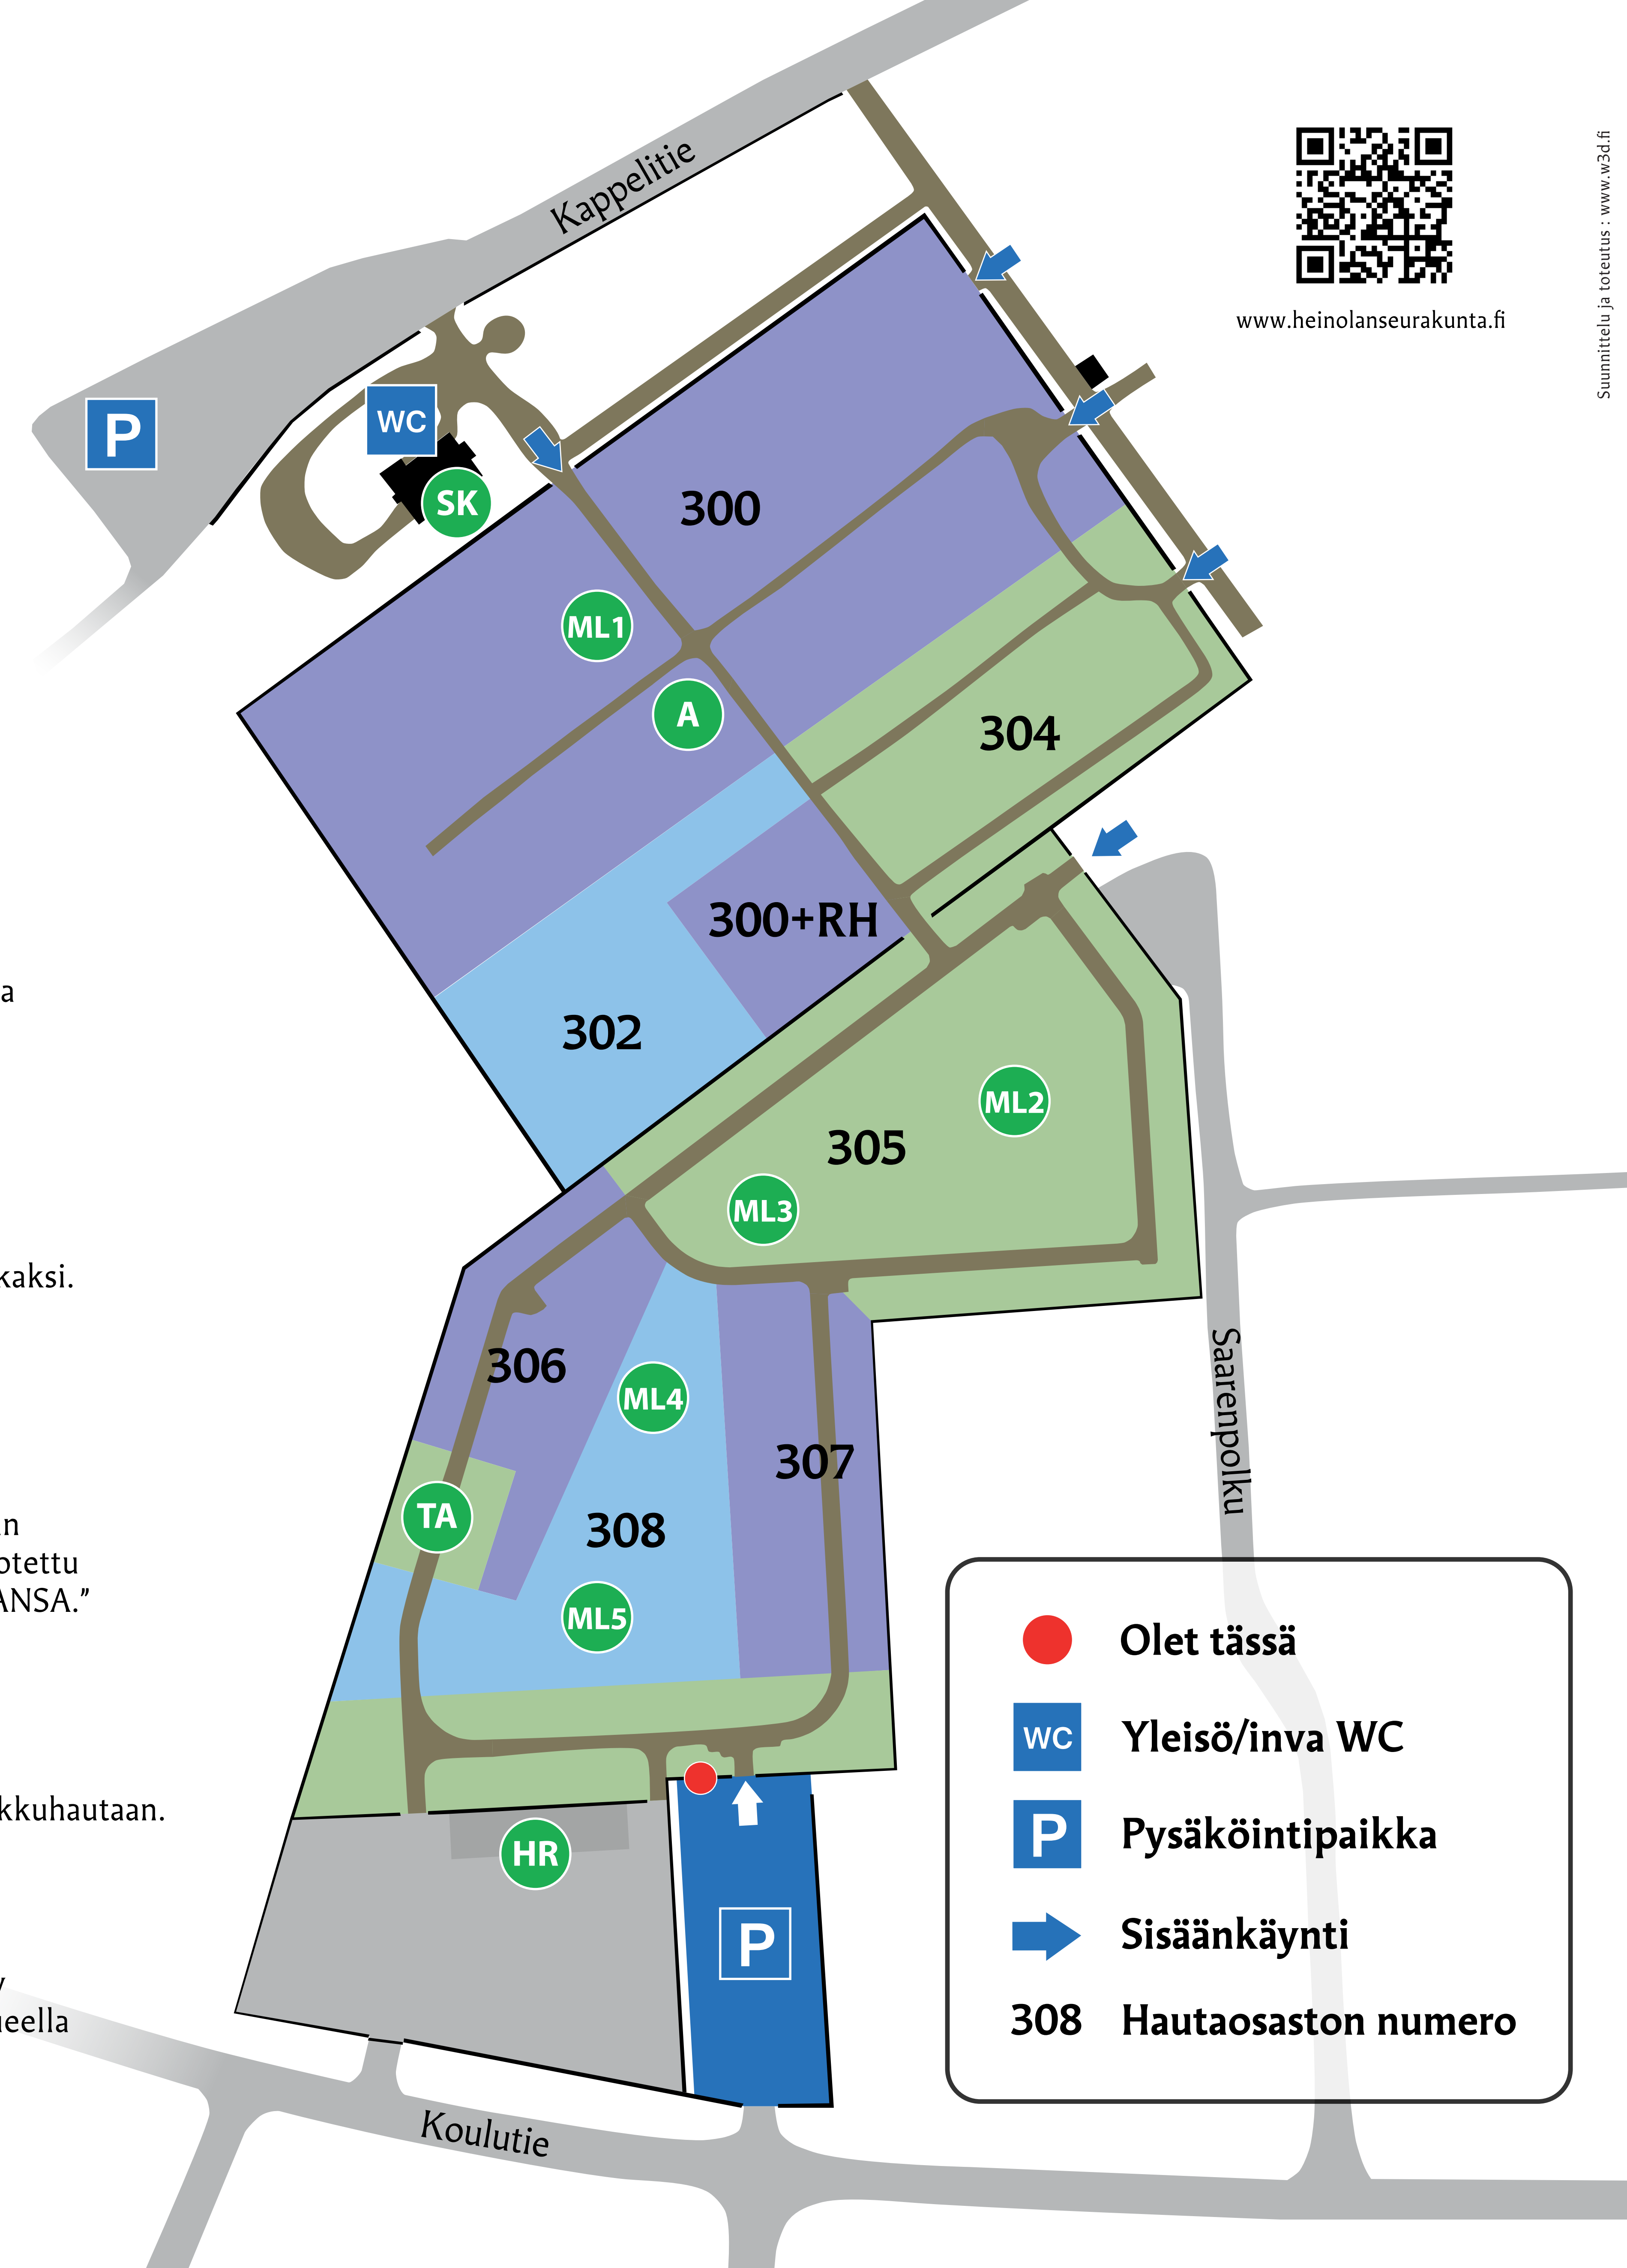 Kappelitie
www.heinolanseurakunta.fi
Suunnittelu ja toteutus : www.w3d.fi
P
WC
SK
300
ML1
A
304
300+RH
302
a
ML2
305
ML3
kaksi.
306
ML4
307
Saarenpolku
TA
308
n
otettu
ANSA.”
ML5
kkuhautaan.
HR
P
eella
Koulutie
Olet tässä
WC Yleisö/inva WC
P Pysäköintipaikka
Sisäänkäynti
308 Hautaosaston numero